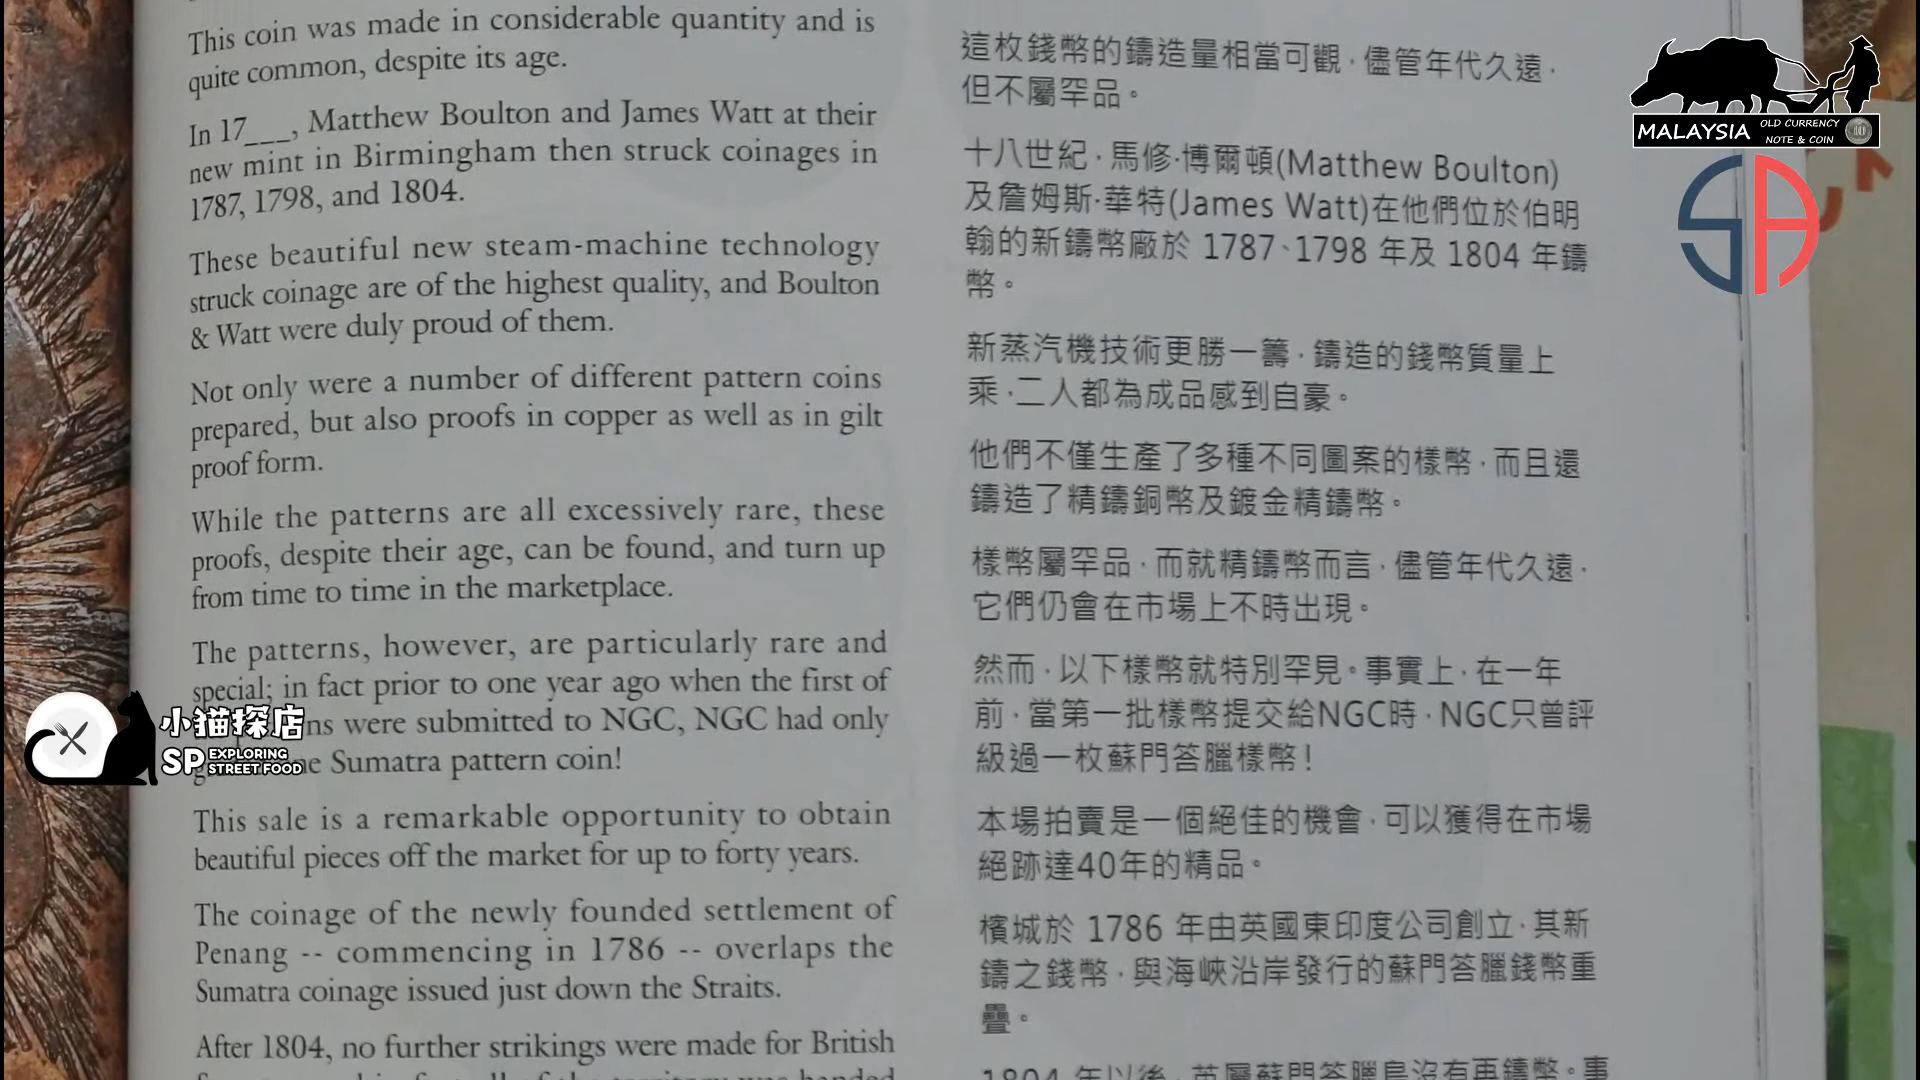 This coin was made in considerable quantity and is
quite common, despite its age.
In 17___, Matthew Boulton and James Watt at their
new mint in Birmingham then struck coinages in
1787, 1798, and 1804.
These beautiful new steam-machine technology
struck coinage are of the highest quality, and Boulton
& Watt were duly proud of them.
Not only were a number of different pattern coins
prepared, but also proofs in copper as well as in gilt
proof form.
While the patterns are all excessively rare, these
proofs, despite their age, can be found, and turn up
from time to time in the marketplace.
The patterns, however, are particularly rare and
special; in fact prior to one year ago when the first of
were submitted to NGC, NGC had only
Sumatra pattern coin!
This sale is a remarkable opportunity to obtain
beautiful pieces off the market for up to forty years.
The coinage of the newly founded settlement of
Penang -- commencing in 1786 -- overlaps the
Sumatra coinage issued just down the Straits.
After 1804, no further strikings were made for British
這枚錢幣的鑄造量相當可觀，儘管年代久遠，
但不屬罕品。
十八世紀，馬修·博爾頓(Matthew Boulton)
及詹姆斯·華特(James Watt)在他們位於伯明
翰的新鑄幣廠於 1787、1798 年及 1804 年鑄
幣。
新蒸汽機技術更勝一籌，鑄造的錢幣質量上
乘，二人都為成品感到自豪。
他們不僅生產了多種不同圖案的樣幣，而且還
鑄造了精鑄銅幣及鍍金精鑄幣。
樣幣屬罕品，而就精鑄幣而言，儘管年代久遠，
它們仍會在市場上不時出現。
然而，以下樣幣就特別罕見。事實上，在一年
前，當第一批樣幣提交給NGC時，NGC只曾評
級過一枚蘇門答臘樣幣！
本場拍賣是一個絕佳的機會，可以獲得在市場
絕跡達40年的精品。
檳城於 1786 年由英國東印度公司創立，其新
鑄之錢幣，與海峽沿岸發行的蘇門答臘錢幣重
疊。
1804 年以後，英屬蘇門答臘島沒有再鑄幣。事
MALAYSIA OLD CURRENCY
NOTE & COIN
SA
小猫探店
SP EXPLORING
STREET FOOD